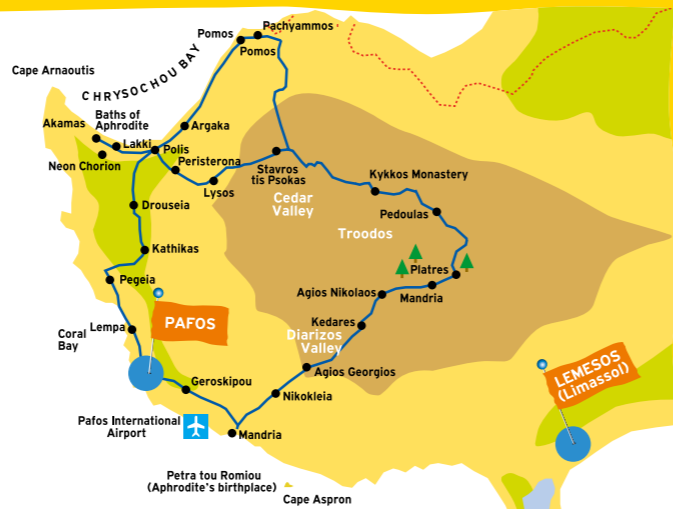 Pachyammos
Pomos
Pomos
Cape Arnaoutis
CHRYSOCHOU BAY
Baths of
Aphrodite
Akamas
Argaka
Lakki
Polis
Neon Chorion
Peristerona
Stavros
tis Psokas
Lysos
Kykkos Monastery
Cedar
Valley
Pedoulas
Drouseia
Troodos
Kathikas
Platres
Pegeia
Agios Nikolaos
Mandria
PAFOS
Kedares
Lempa
Coral
Bay
Diarizos
Valley
LEMESOS
(Limassol)
Agios Georgios
Geroskipou
Nikokleia
Pafos International
Airport
Mandria
Petra tou Romiou
(Aphrodite's birthplace)
Cape Aspron